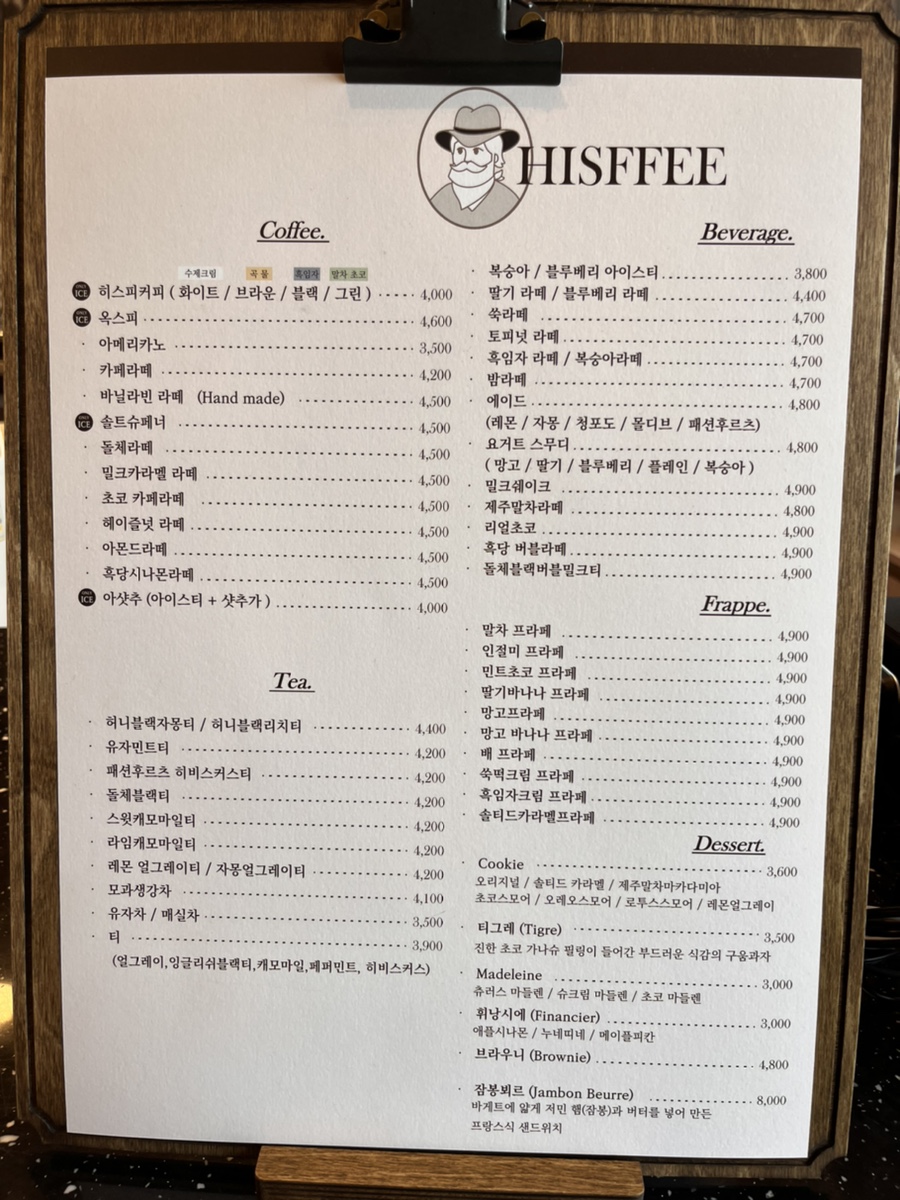 HISFFEE
Coffee.
수제크림 곡물 흑임자 말차 초코
ONLY ICE 히스피커피 ( 화이트 / 브라운 / 블랙 / 그린 ) ····· 4,000
ONLY ICE 옥스피 4,600
· 아메리카노 3,500
· 카페라떼 4,200
· 바닐라빈 라떼 (Hand made) 4,500
ONLY ICE 솔트슈페너 4,500
· 돌체라떼 4,500
· 밀크카라멜 라떼 4,500
· 초코 카페라떼 4,500
· 헤이즐넛 라떼 4,500
· 아몬드라떼 4,500
· 흑당시나몬라떼 4,500
ONLY ICE 아샷추 (아이스티 + 샷추가 ) 4,000
Tea.
· 허니블랙자몽티 / 허니블랙리치티 4,400
· 유자민트티 4,200
· 패션후르츠 히비스커스티 4,200
· 돌체블랙티 4,200
· 스윗캐모마일티 4,200
· 라임캐모마일티 4,200
· 레몬 얼그레이티 / 자몽얼그레이티 4,200
· 모과생강차 4,100
· 유자차 / 매실차 3,500
· 티 3,900
(얼그레이,잉글리쉬블랙티,캐모마일,페퍼민트, 히비스커스)
Beverage.
· 복숭아 / 블루베리 아이스티 3,800
· 딸기 라떼 / 블루베리 라떼 4,400
· 쑥라떼 4,700
· 토피넛 라떼 4,700
· 흑임자 라떼 / 복숭아라떼 4,700
· 밤라떼 4,700
· 에이드 4,800
(레몬 / 자몽 / 청포도 / 몰디브 / 패션후르츠)
· 요거트 스무디 4,800
( 망고 / 딸기 / 블루베리 / 플레인 / 복숭아 )
· 밀크쉐이크 4,900
· 제주말차라떼 4,800
· 리얼초코 4,900
· 흑당 버블라떼 4,900
· 돌체블랙버블밀크티 4,900
Frappe.
· 말차 프라페 4,900
· 인절미 프라페 4,900
· 민트초코 프라페 4,900
· 딸기바나나 프라페 4,900
· 망고프라페 4,900
· 망고 바나나 프라페 4,900
· 배 프라페 4,900
· 쑥떡크림 프라페 4,900
· 흑임자크림 프라페 4,900
· 솔티드카라멜프라페 4,900
Dessert.
· Cookie 3,600
오리지널 / 솔티드 카라멜 / 제주말차마카다미아
초코스모어 / 오레오스모어 / 로투스스모어 / 레몬얼그레이
· 티그레 (Tigre) 3,500
진한 초코 가나슈 필링이 들어간 부드러운 식감의 구움과자
· Madeleine 3,000
츄러스 마들렌 / 슈크림 마들렌 / 초코 마들렌
· 휘낭시에 (Financier) 3,000
애플시나몬 / 누네띠네 / 메이플피칸
· 브라우니 (Brownie) 4,800
· 잠봉뵈르 (Jambon Beurre) 8,000
바게트에 얇게 저민 햄(잠봉)과 버터를 넣어 만든
프랑스식 샌드위치